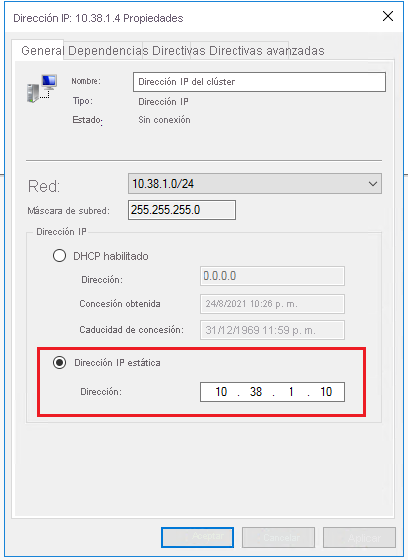 Dirección IP: 10.38.1.4 Propiedades
General Dependencias Directivas Directivas avanzadas
Nombre: Dirección IP del clúster
Tipo: Dirección IP
Estado: Sin conexión
Red: 10.38.1.0/24
Máscara de subred: 255.255.255.0
Dirección IP
DHCP habilitado
Dirección: 0.0.0.0
Concesión obtenida 24/8/2021 10:26 p. m.
Caducidad de concesión: 31/12/1969 11:59 p. m.
Dirección IP estática
Dirección: 10 . 38 . 1 . 10
Aceptar Cancelar Aplicar